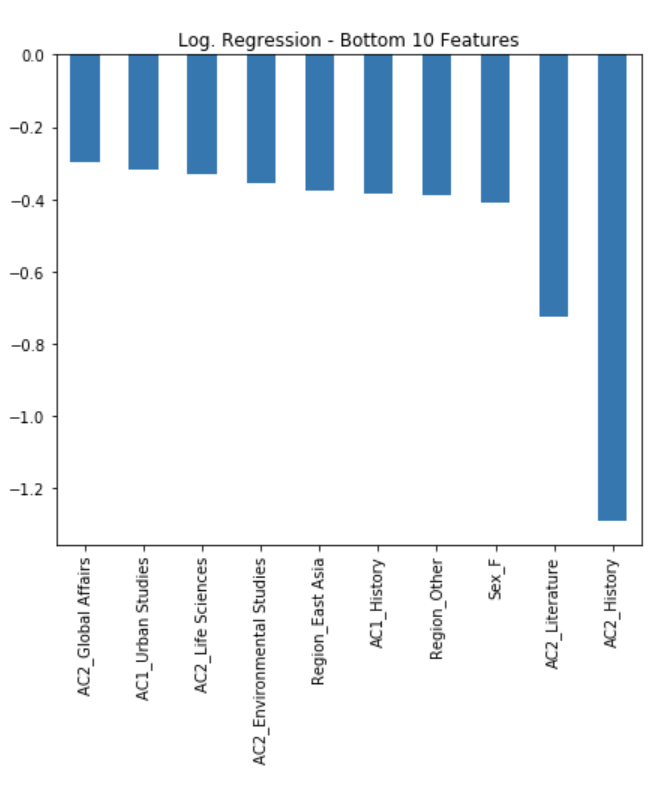 Log. Regression - Bottom 10 Features
0.0
−0.2
−0.4
−0.6
−0.8
−1.0
−1.2
AC2_Global Affairs
AC1_Urban Studies
AC2_Life Sciences
AC2_Environmental Studies
Region_East Asia
AC1_History
Region_Other
Sex_F
AC2_Literature
AC2_History